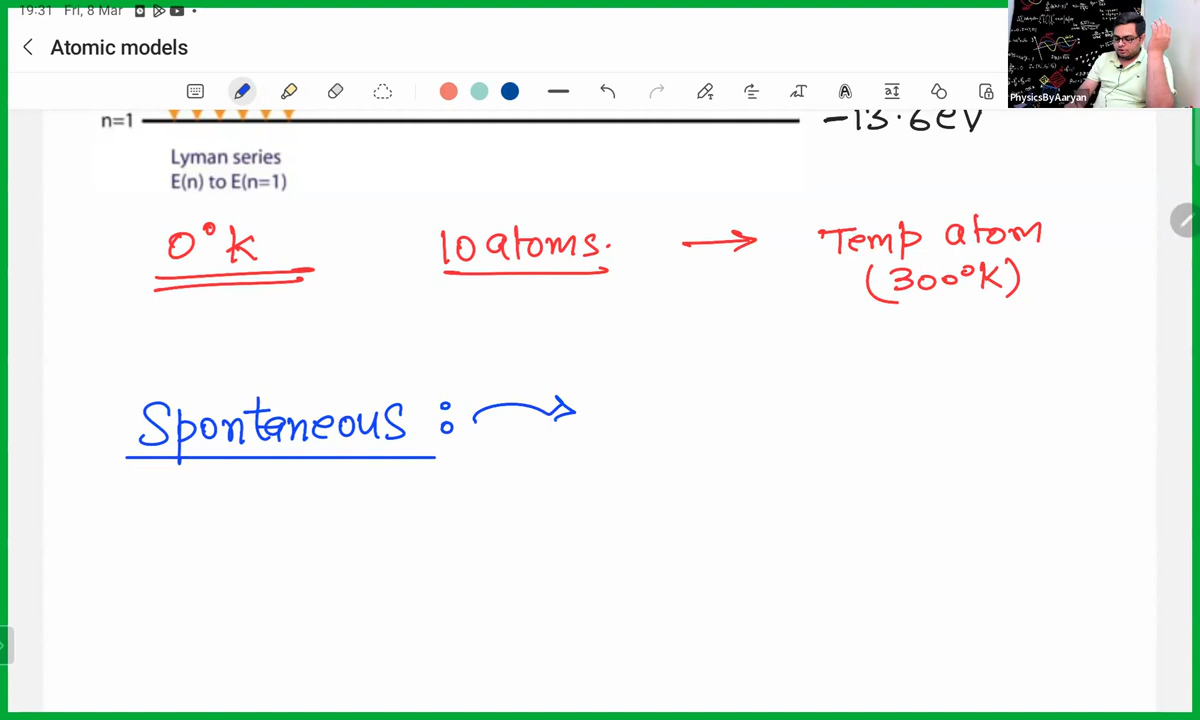 19:31 Fri, 8 Mar
Atomic models
PhysicsByAaryan
n=1 -13.6eV
Lyman series
E(n) to E(n=1)
0°K 10 atoms. → Temp atom
(300°K)
Spontaneous :